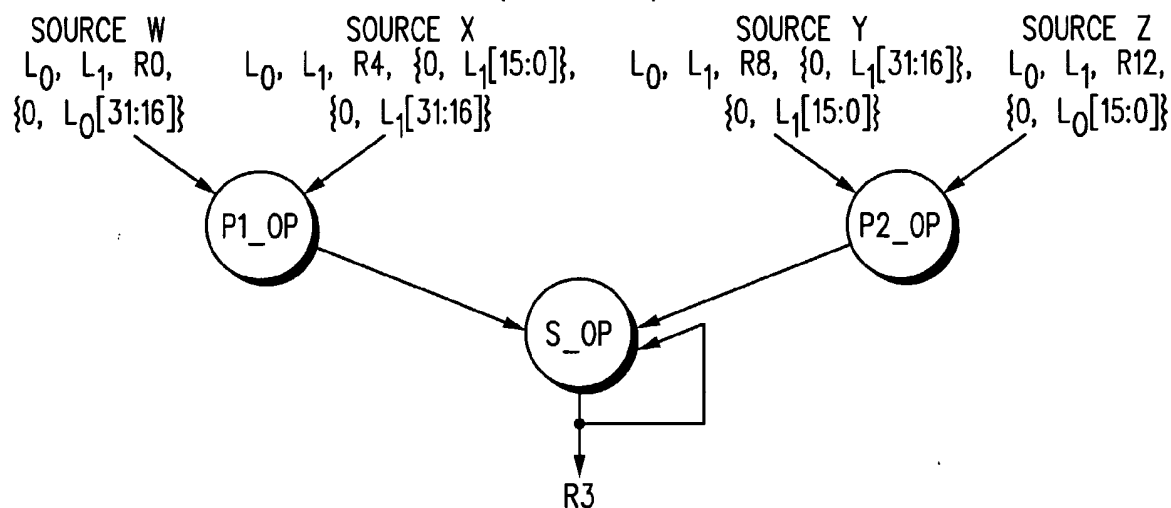 SOURCE W SOURCE X SOURCE Y SOURCE Z
L0, L1, R0, L0, L1, R4, {0, L1[15:0]}, L0, L1, R8, {0, L1[31:16]}, L0, L1, R12,
{0, L0[31:16]} {0, L1[31:16]} {0, L1[15:0]} {0, L0[15:0]}
P1_OP P2_OP
S_OP
R3